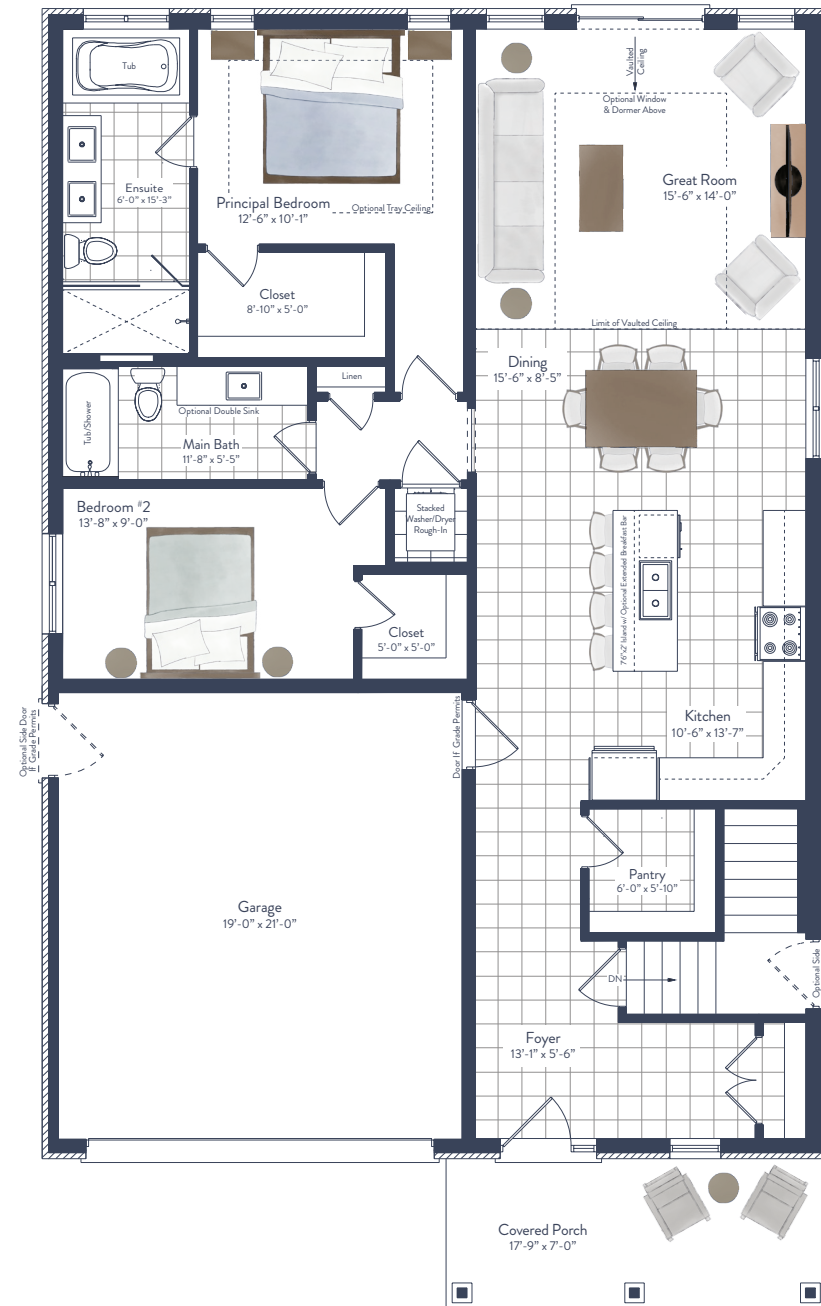 Tub
Ensuite
6'-0" x 15'-3"
Principal Bedroom
12'-6" x 10'-1"
Optional Tray Ceiling
Vaulted
Ceiling
Optional Window
& Dormer Above
Great Room
15'-6" x 14'-0"
Closet
8'-10" x 5'-0"
Limit of Vaulted Ceiling
Dining
15'-6" x 8'-5"
Linen
Tub/Shower
Optional Double Sink
Main Bath
11'-8" x 5'-5"
Bedroom #2
13'-8" x 9'-0"
Stacked
Washer/Dryer
Rough-In
Closet
5'-0" x 5'-0"
7'6"x2' Island w/ Optional Extended Breakfast Bar
Kitchen
10'-6" x 13'-7"
Optional Side Door
If Grade Permits
Door If Grade Permits
Pantry
6'-0" x 5'-10"
Garage
19'-0" x 21'-0"
DN
Optional Side
Foyer
13'-1" x 5'-6"
Covered Porch
17'-9" x 7'-0"